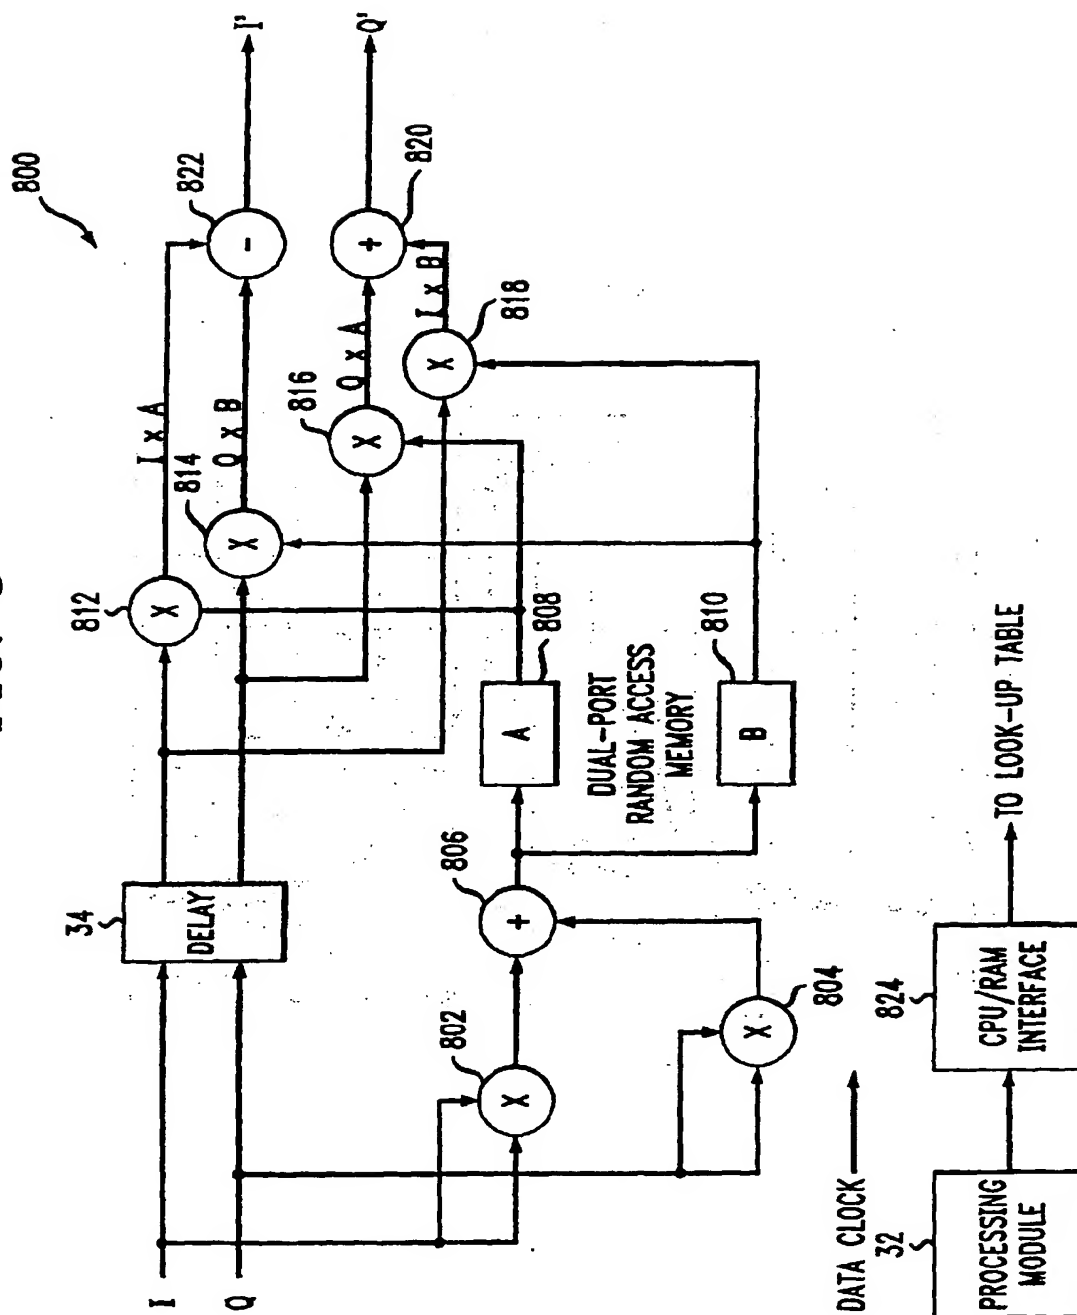 800
I
Q
34
DELAY
812
X
I x A
814
X
Q x B
822
-
I'
816
X
Q x A
820
+
Q'
818
X
I x B
802
X
804
X
806
+
808
A
DUAL-PORT
RANDOM ACCESS
MEMORY
810
B
DATA CLOCK
32
PROCESSING
MODULE
824
CPU/RAM
INTERFACE
TO LOOK-UP TABLE